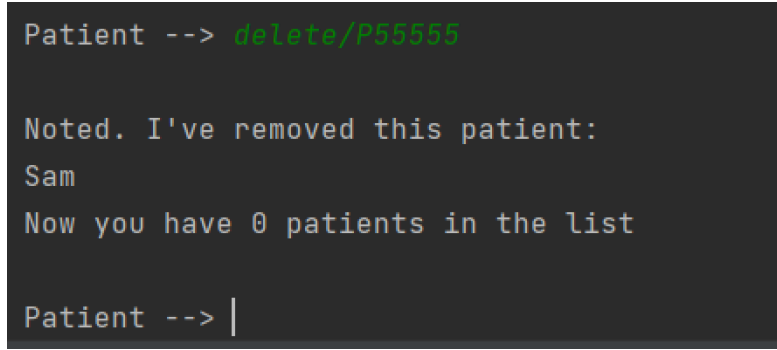 Patient --> delete/P55555
Noted. I've removed this patient:
Sam
Now you have 0 patients in the list
Patient -->